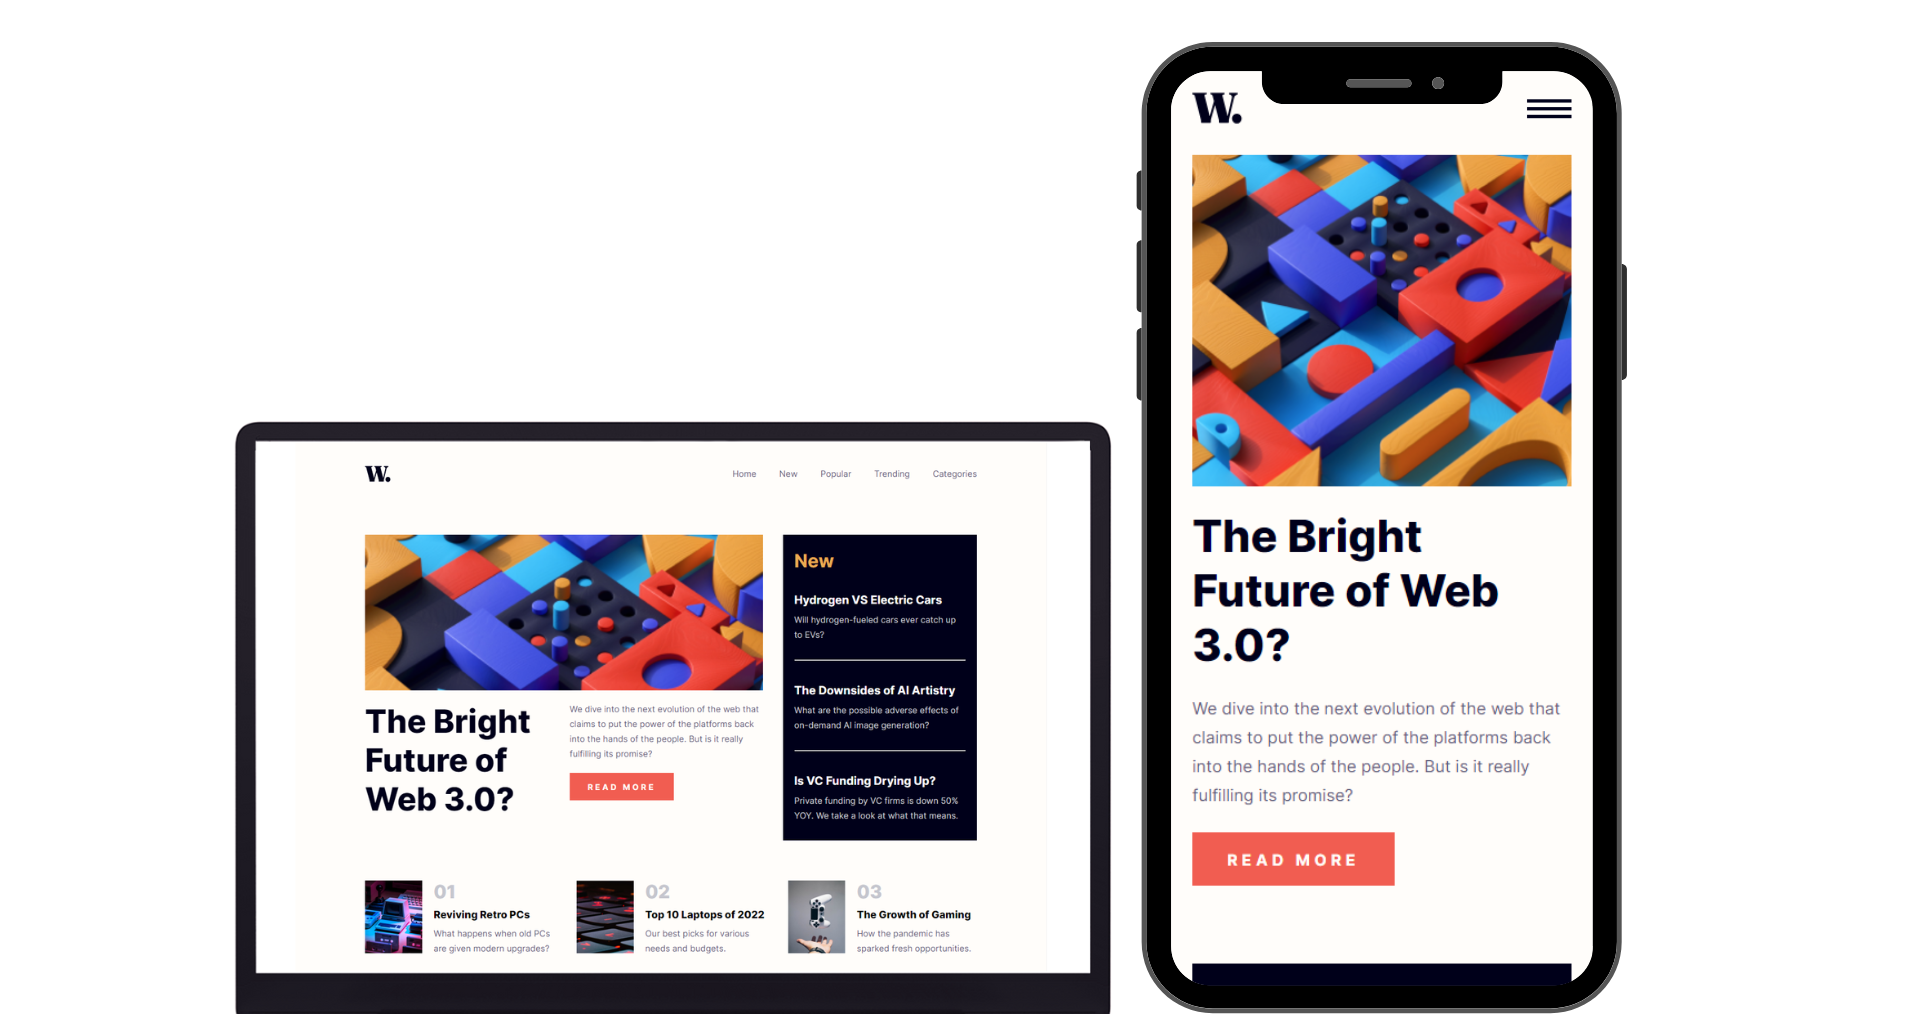 W.
Home New Popular Trending Categories
The Bright
Future of
Web 3.0?
We dive into the next evolution of the web that
claims to put the power of the platforms back
into the hands of the people. But is it really
fulfilling its promise?
READ MORE
New
Hydrogen VS Electric Cars
Will hydrogen-fueled cars ever catch up
to EVs?
The Downsides of AI Artistry
What are the possible adverse effects of
on-demand AI image generation?
Is VC Funding Drying Up?
Private funding by VC firms is down 50%
YOY. We take a look at what that means.
01
Reviving Retro PCs
What happens when old PCs
are given modern upgrades?
02
Top 10 Laptops of 2022
Our best picks for various
needs and budgets.
03
The Growth of Gaming
How the pandemic has
sparked fresh opportunities.
W.
The Bright
Future of Web
3.0?
We dive into the next evolution of the web that
claims to put the power of the platforms back
into the hands of the people. But is it really
fulfilling its promise?
READ MORE